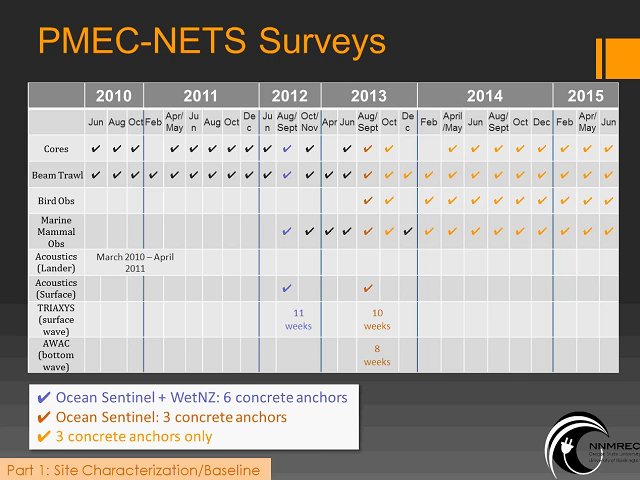 PMEC-NETS Surveys
2010 2011 2012 2013 2014 2015
Jun Aug Oct Feb Apr/May Jun Aug Oct Dec Jun Aug/Sept Oct/Nov Apr Jun Aug/Sept Oct Dec Feb April/May Jun Aug/Sept Oct Dec Feb Apr/May Jun
Cores ✔ ✔ ✔ ✔ ✔ ✔ ✔ ✔ ✔ ✔ ✔ ✔ ✔ ✔ ✔ ✔ ✔ ✔ ✔ ✔ ✔ ✔
Beam Trawl ✔ ✔ ✔ ✔ ✔ ✔ ✔ ✔ ✔ ✔ ✔ ✔ ✔ ✔ ✔ ✔ ✔ ✔ ✔ ✔ ✔ ✔ ✔ ✔ ✔ ✔
Bird Obs ✔ ✔ ✔ ✔ ✔ ✔ ✔ ✔ ✔ ✔ ✔
Marine
Mammal
Obs ✔ ✔ ✔ ✔ ✔ ✔ ✔ ✔ ✔ ✔ ✔ ✔ ✔ ✔ ✔ ✔
Acoustics
(Lander)
March 2010 – April
2011
Acoustics
(Surface) ✔ ✔
TRIAXYS
(surface
wave)
11
weeks
10
weeks
AWAC
(bottom
wave)
8
weeks
✔ Ocean Sentinel + WetNZ: 6 concrete anchors
✔ Ocean Sentinel: 3 concrete anchors
✔ 3 concrete anchors only
NNMREC
Part 1: Site Characterization/Baseline